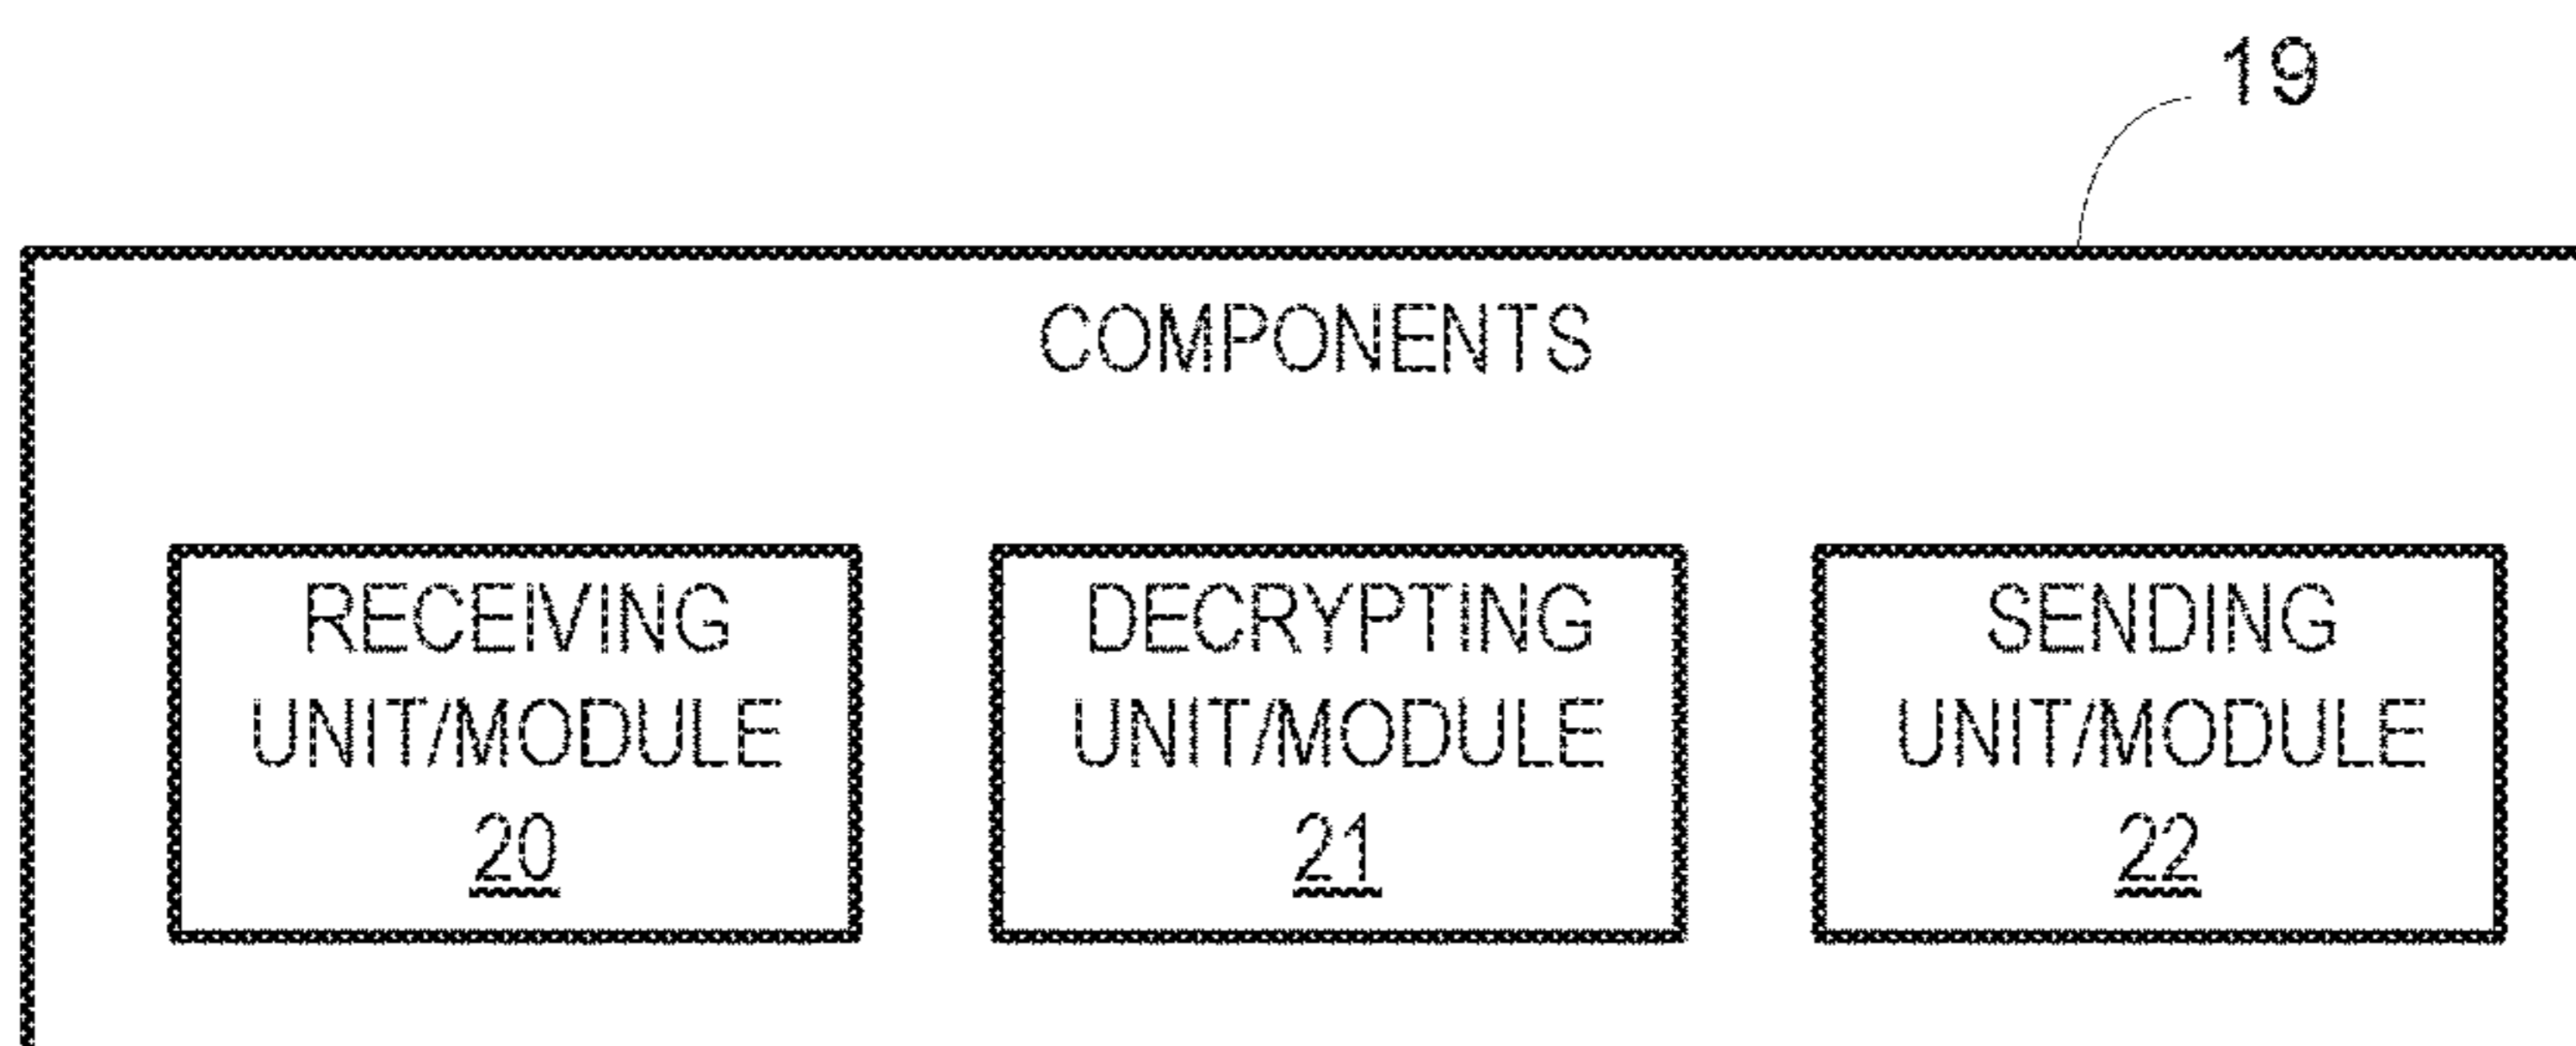 19
COMPONENTS
RECEIVING
UNIT/MODULE
20
DECRYPTING
UNIT/MODULE
21
SENDING
UNIT/MODULE
22